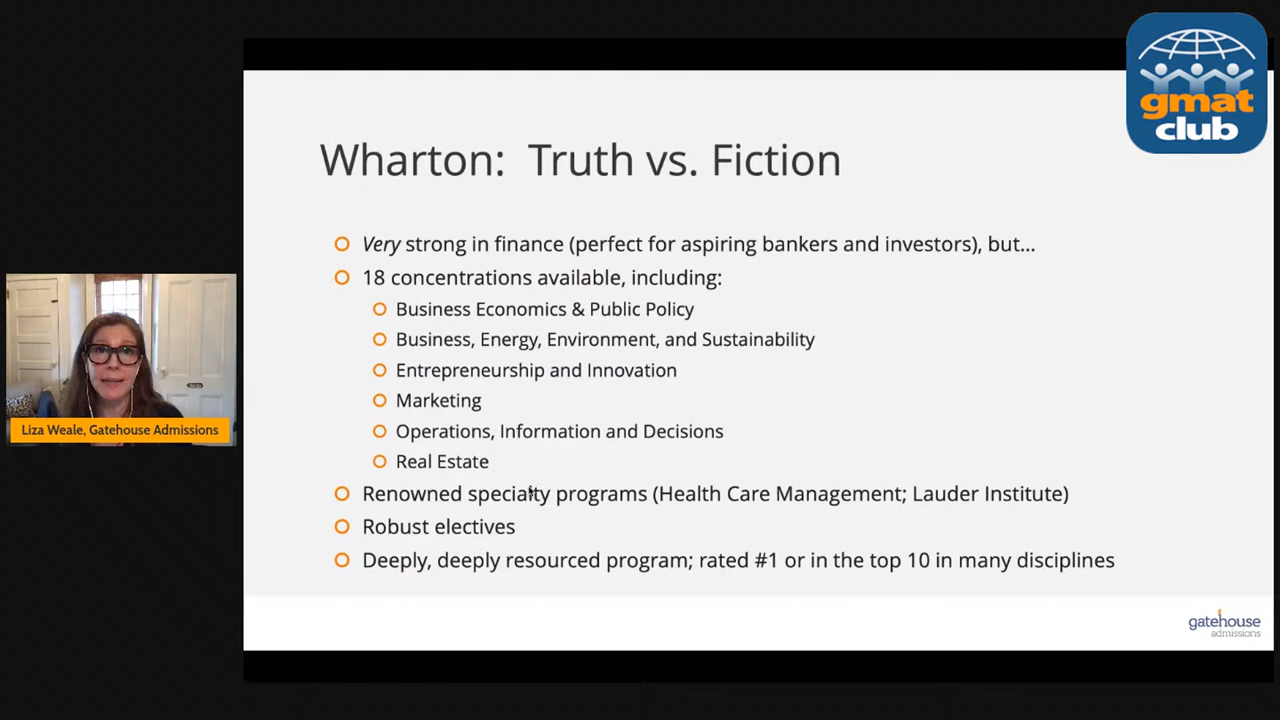 gmat
club
Wharton: Truth vs. Fiction
Very strong in finance (perfect for aspiring bankers and investors), but...
18 concentrations available, including:
Business Economics & Public Policy
Business, Energy, Environment, and Sustainability
Entrepreneurship and Innovation
Marketing
Operations, Information and Decisions
Real Estate
Renowned specialty programs (Health Care Management; Lauder Institute)
Robust electives
Deeply, deeply resourced program; rated #1 or in the top 10 in many disciplines
Liza Weale, Gatehouse Admissions
gatehouse
admissions